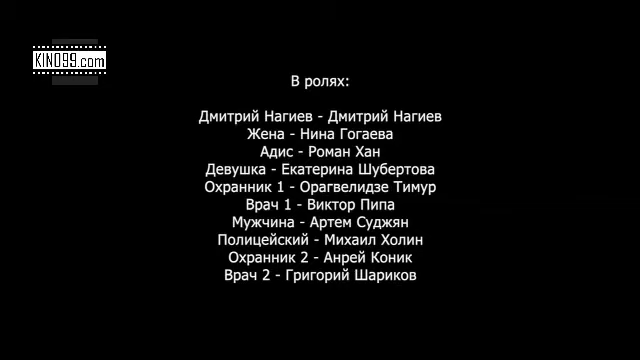 KINO99.com
В ролях:
Дмитрий Нагиев - Дмитрий Нагиев
Жена - Нина Гогаева
Адис - Роман Хан
Девушка - Екатерина Шубертова
Охранник 1 - Орагвелидзе Тимур
Врач 1 - Виктор Пипа
Мужчина - Артем Суджян
Полицейский - Михаил Холин
Охранник 2 - Анрей Коник
Врач 2 - Григорий Шариков